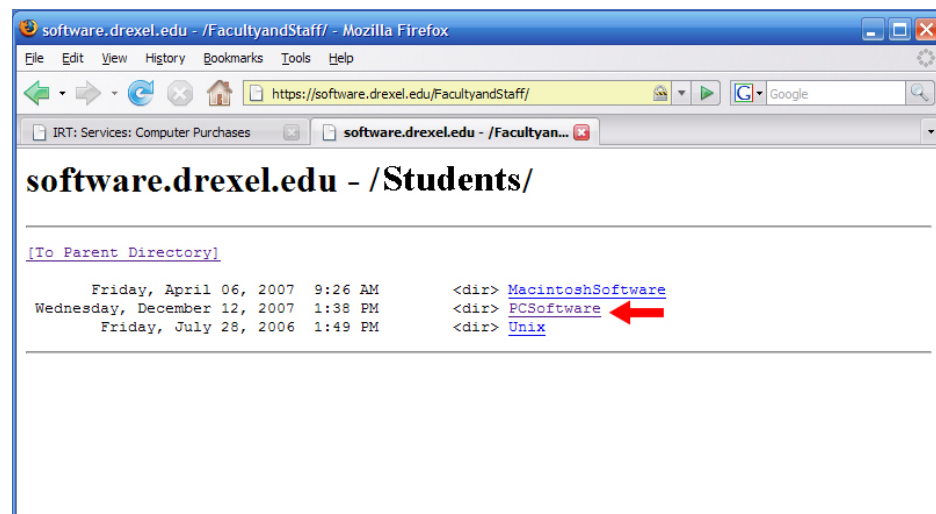 software.drexel.edu - /FacultyandStaff/ - Mozilla Firefox
File Edit View History Bookmarks Tools Help
https://software.drexel.edu/FacultyandStaff/ G Google
IRT: Services: Computer Purchases software.drexel.edu - /Facultyan...
software.drexel.edu - /Students/
[To Parent Directory]
Friday, April 06, 2007 9:26 AM <dir> MacintoshSoftware
Wednesday, December 12, 2007 1:38 PM <dir> PCSoftware
Friday, July 28, 2006 1:49 PM <dir> Unix